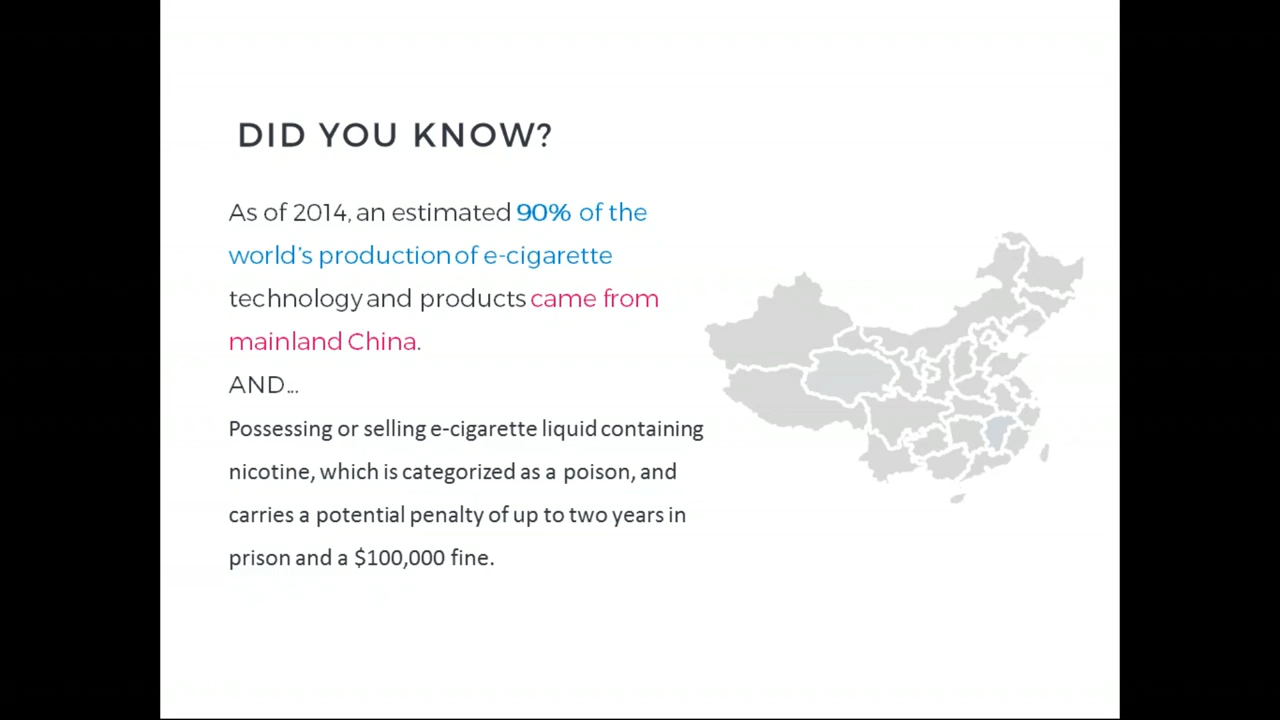 DID YOU KNOW?
As of 2014, an estimated 90% of the
world's production of e-cigarette
technology and products came from
mainland China.
AND...
Possessing or selling e-cigarette liquid containing
nicotine, which is categorized as a poison, and
carries a potential penalty of up to two years in
prison and a $100,000 fine.